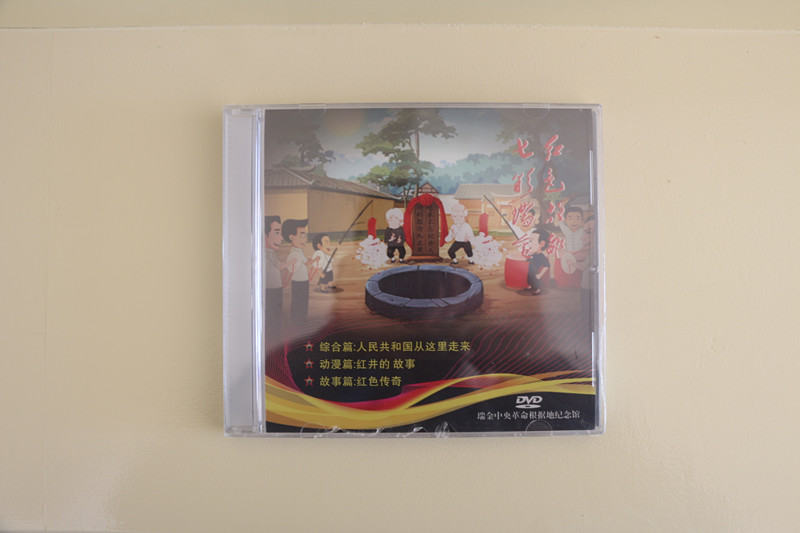 红色故都
七彩瑞金
综合篇:人民共和国从这里走来
动漫篇:红井的 故事
故事篇:红色传奇
DVD
瑞金中央革命根据地纪念馆